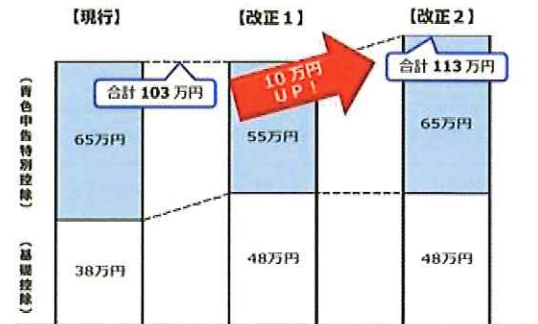 【現行】
【改正１】
【改正２】
合計 103 万円
10 万円
ＵＰ！
合計 113 万円
（青色申告特別控除）
65万円
55万円
65万円
（基礎控除）
38万円
48万円
48万円